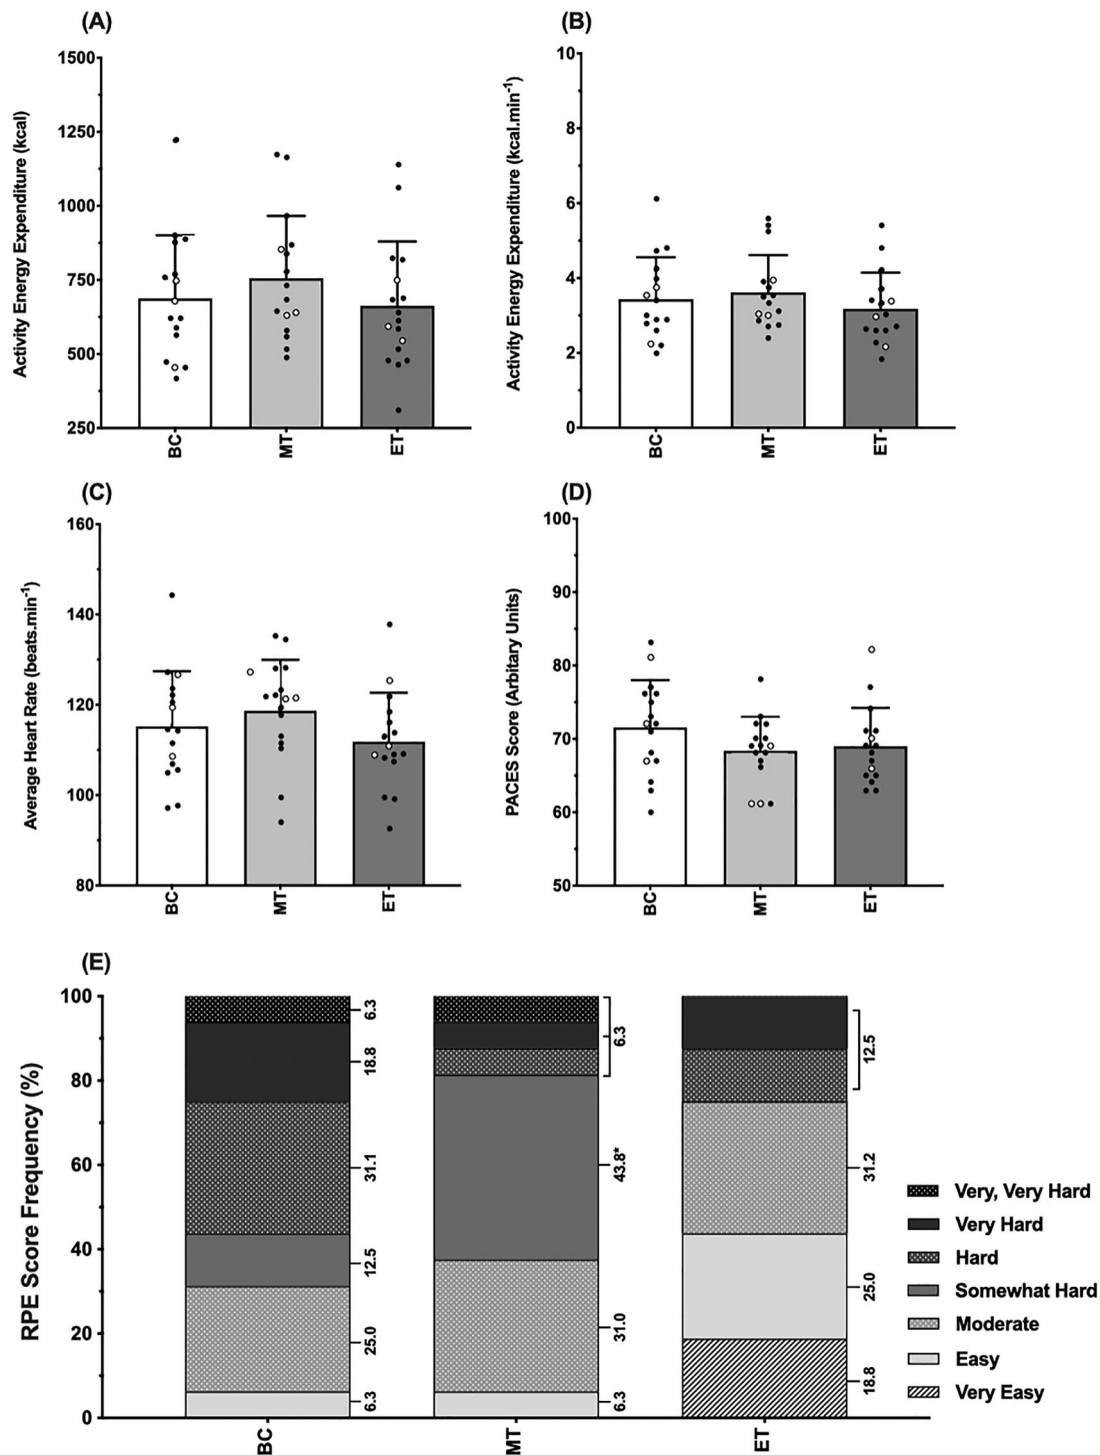 (A)
Activity Energy Expenditure (kcal)
1500
1250
1000
750
500
250
BC
MT
ET
(B)
Activity Energy Expenditure (kcal.min⁻¹)
10
8
6
4
2
0
BC
MT
ET
(C)
Average Heart Rate (beats.min⁻¹)
160
140
120
100
80
BC
MT
ET
(D)
PACES Score (Arbitary Units)
100
90
80
70
60
50
BC
MT
ET
(E)
RPE Score Frequency (%)
100
80
60
40
20
0
6.3
18.8
31.1
12.5
25.0
6.3
BC
6.3
43.8*
31.0
6.3
MT
12.5
31.2
25.0
18.8
ET
Very, Very Hard
Very Hard
Hard
Somewhat Hard
Moderate
Easy
Very Easy